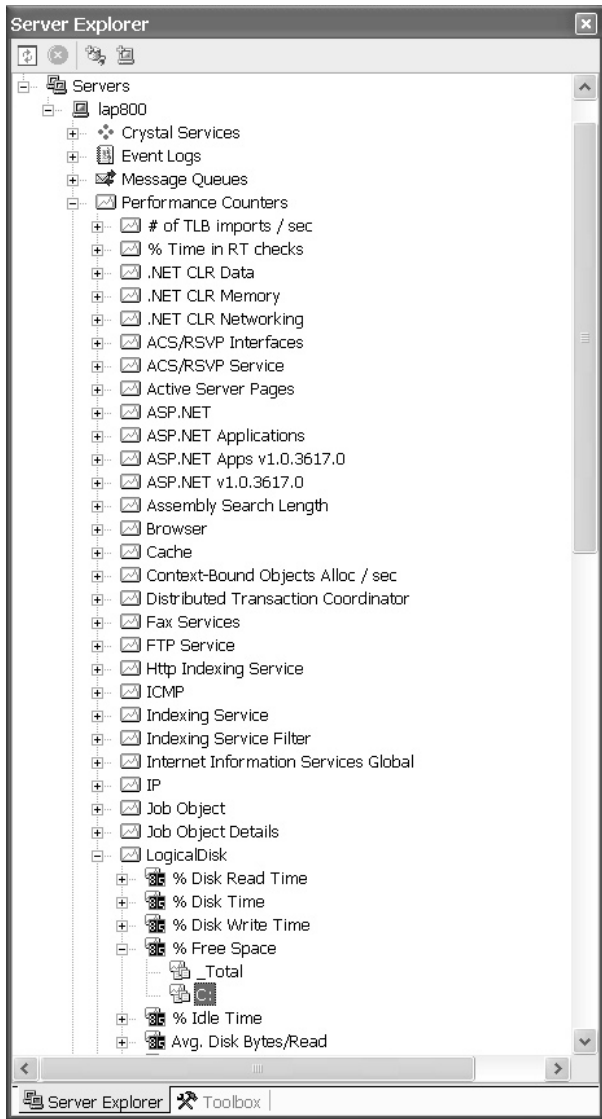 Server Explorer
Servers
lap800
Crystal Services
Event Logs
Message Queues
Performance Counters
# of TLB imports / sec
% Time in RT checks
.NET CLR Data
.NET CLR Memory
.NET CLR Networking
ACS/RSVP Interfaces
ACS/RSVP Service
Active Server Pages
ASP.NET
ASP.NET Applications
ASP.NET Apps v1.0.3617.0
ASP.NET v1.0.3617.0
Assembly Search Length
Browser
Cache
Context-Bound Objects Alloc / sec
Distributed Transaction Coordinator
Fax Services
FTP Service
Http Indexing Service
ICMP
Indexing Service
Indexing Service Filter
Internet Information Services Global
IP
Job Object
Job Object Details
LogicalDisk
% Disk Read Time
% Disk Time
% Disk Write Time
% Free Space
_Total
C:
% Idle Time
Avg. Disk Bytes/Read
Server Explorer Toolbox